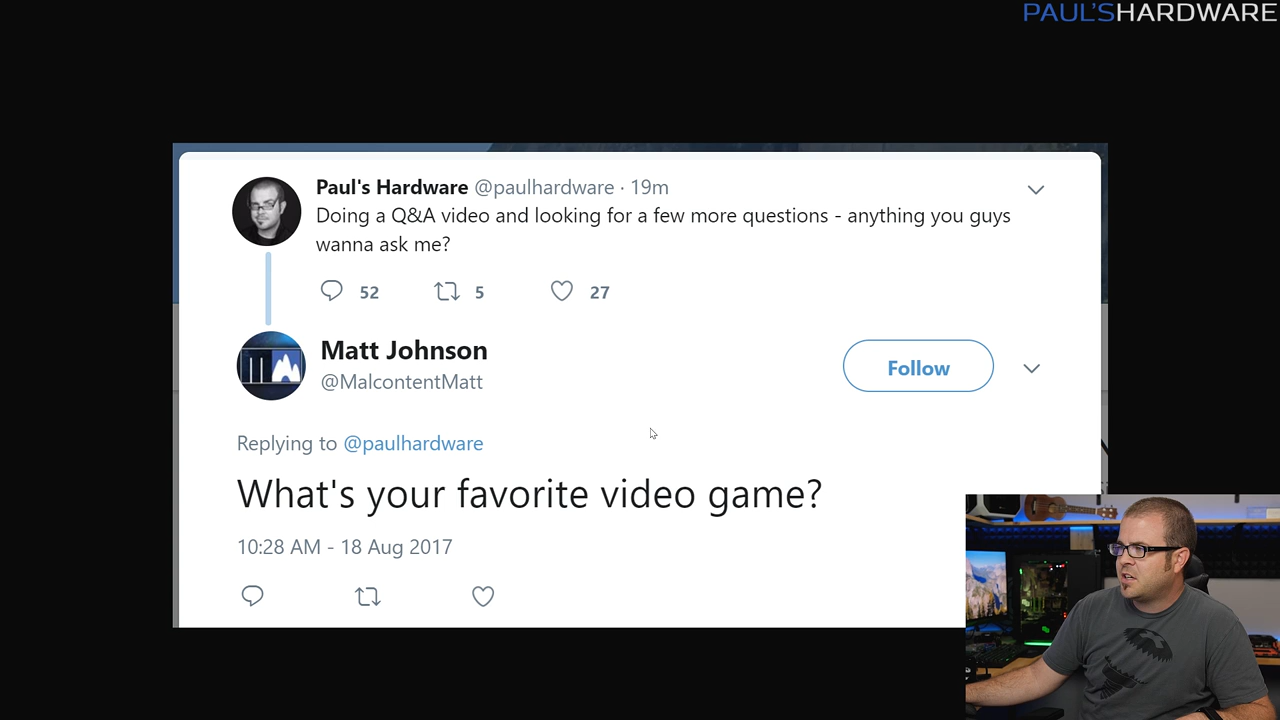 PAUL'SHARDWARE
Paul's Hardware @paulhardware · 19m
Doing a Q&A video and looking for a few more questions - anything you guys
wanna ask me?
52 5 27
Matt Johnson
@MalcontentMatt
Follow
Replying to @paulhardware
What's your favorite video game?
10:28 AM - 18 Aug 2017